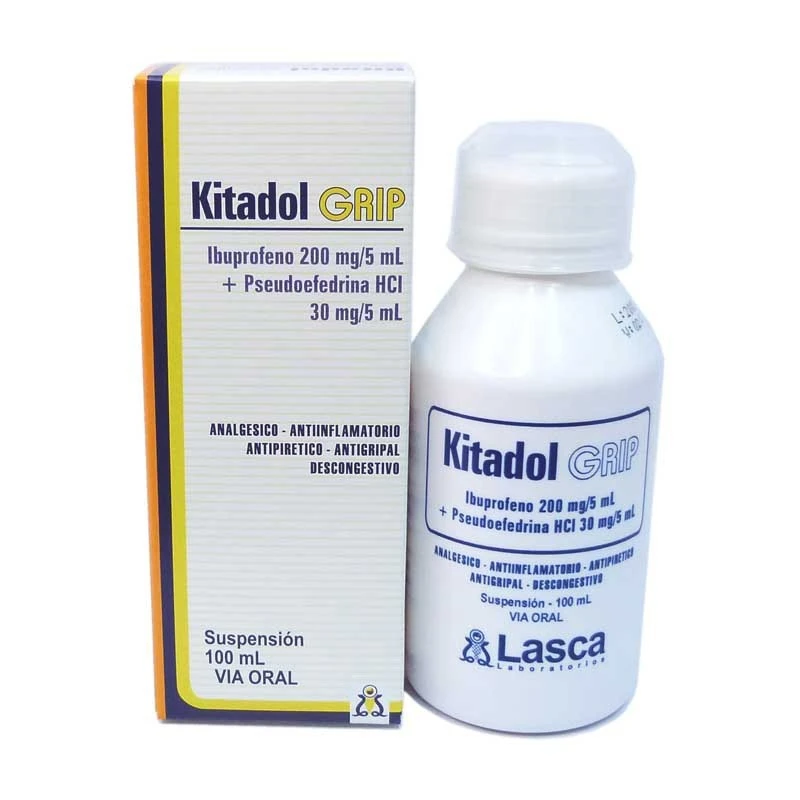 Kitadol GRIP
Ibuprofeno 200 mg/5 mL
+ Pseudoefedrina HCl
30 mg/5 mL
ANALGESICO - ANTIINFLAMATORIO
ANTIPIRETICO - ANTIGRIPAL
DESCONGESTIVO
Suspensión
100 mL
VIA ORAL
Kitadol GRIP
Ibuprofeno 200 mg/5 mL
+ Pseudoefedrina HCl 30 mg/5 mL
ANALGESICO - ANTIINFLAMATORIO - ANTIPIRETICO
ANTIGRIPAL - DESCONGESTIVO
Suspensión - 100 mL
VIA ORAL
Lasca
Laboratorios